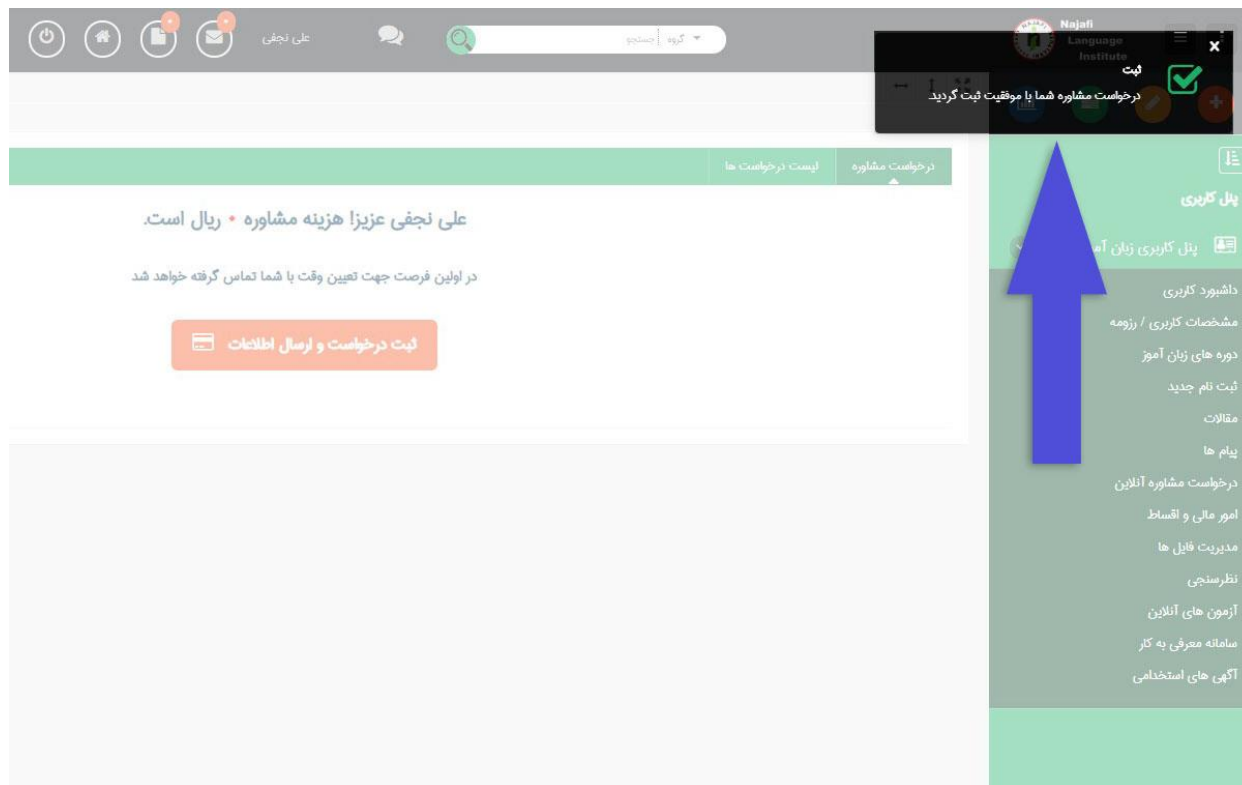 Najafi
Language
Institute
گروه
جستجو
علی نجفی
ثبت
درخواست مشاوره شما با موفقیت ثبت گردید.
درخواست مشاوره
لیست درخواست ها
علی نجفی عزیز! هزینه مشاوره ۰ ریال است.
در اولین فرصت جهت تعیین وقت با شما تماس گرفته خواهد شد
ثبت درخواست و ارسال اطلاعات
پنل کاربری
پنل کاربری زبان
داشبورد کاربری
مشخصات کاربری / رزومه
دوره های زبان آموز
ثبت نام جدید
مقالات
پیام ها
درخواست مشاوره آنلاین
امور مالی و اقساط
مدیریت فایل ها
نظرسنجی
آزمون های آنلاین
سامانه معرفی به کار
آگهی های استخدامی